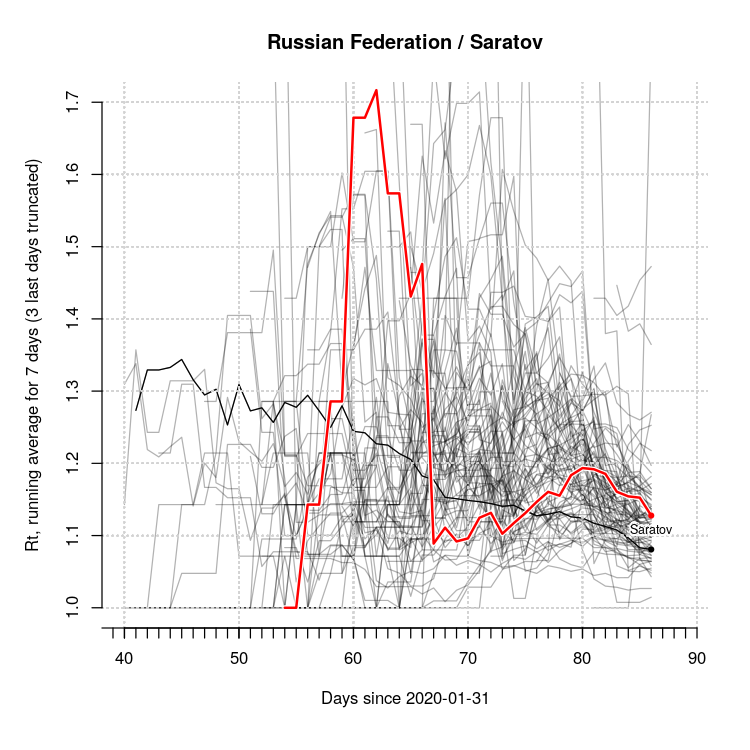 Russian Federation / Saratov
Rt, running average for 7 days (3 last days truncated)
1.7
1.6
1.5
1.4
1.3
1.2
1.1
1.0
Saratov
40 50 60 70 80 90
Days since 2020-01-31